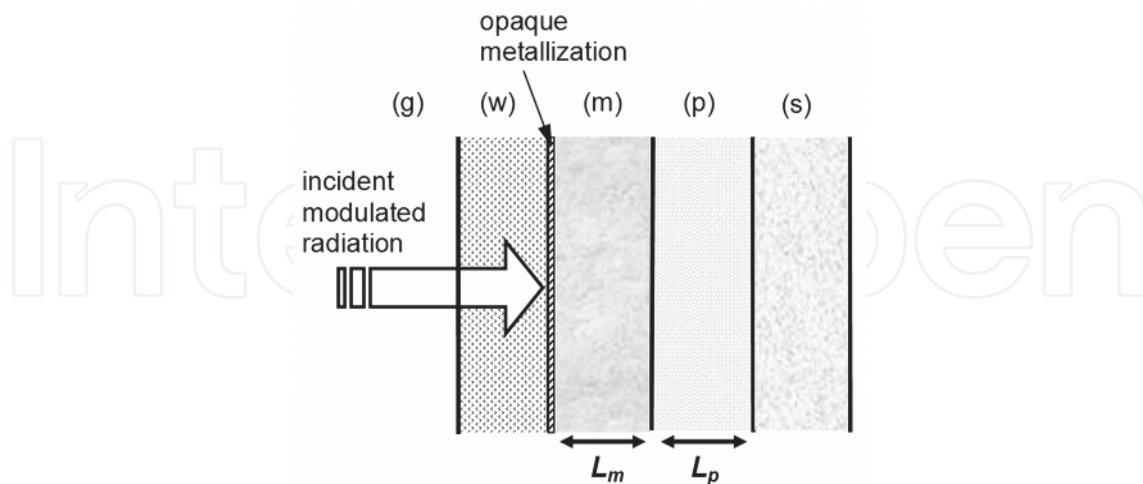 opaque
metallization
(g) (w) (m) (p) (s)
incident
modulated
radiation
Lm Lp